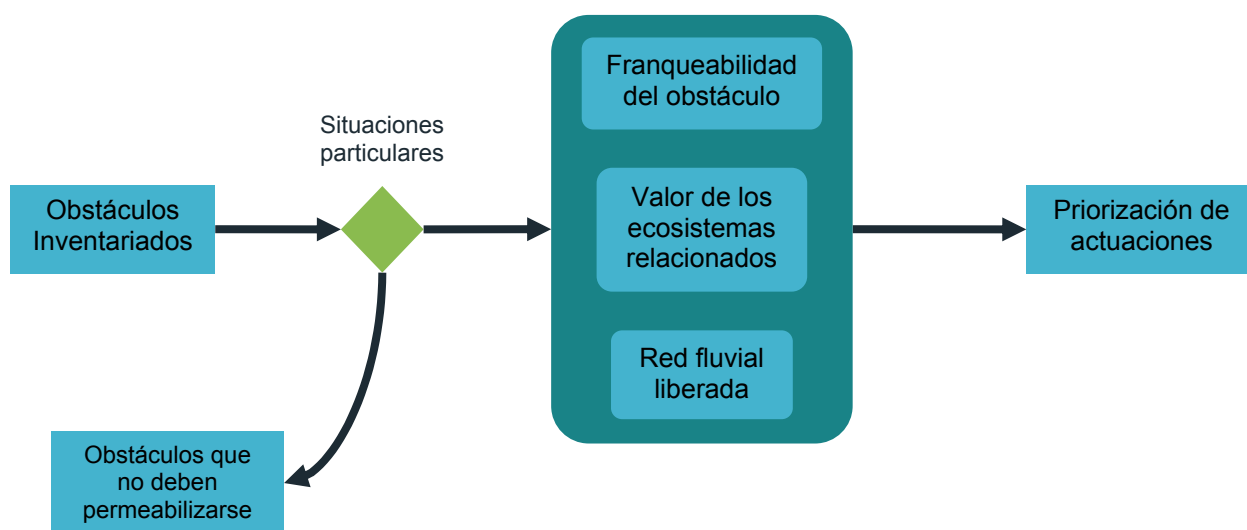 Obstáculos
Inventariados
Situaciones
particulares
Obstáculos que
no deben
permeabilizarse
Franqueabilidad
del obstáculo
Valor de los
ecosistemas
relacionados
Red fluvial
liberada
Priorización de
actuaciones